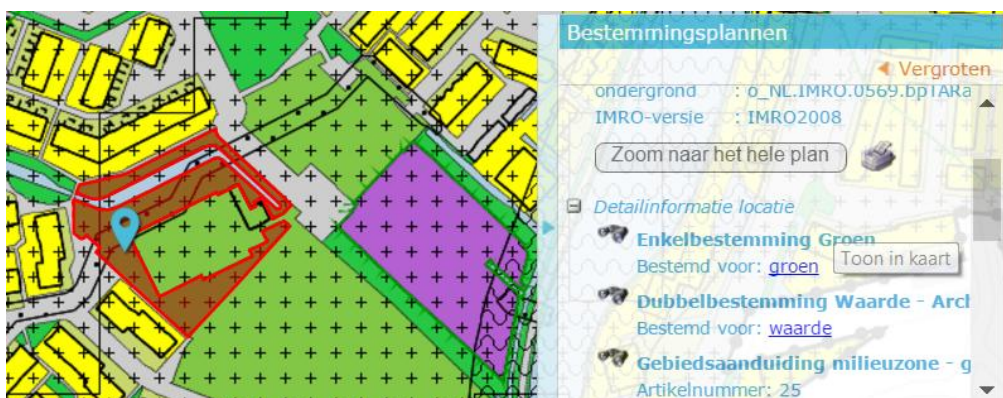 Bestemmingsplannen
Vergroten
ondergrond : o_NL.IMRO.0569.bpTARa
IMRO-versie : IMRO2008
Zoom naar het hele plan
Detailinformatie locatie
Enkelbestemming Groen
Toon in kaart
Bestemd voor: groen
Dubbelbestemming Waarde - Arch
Bestemd voor: waarde
Gebiedsaanduiding milieuzone - g
Artikelnummer: 25